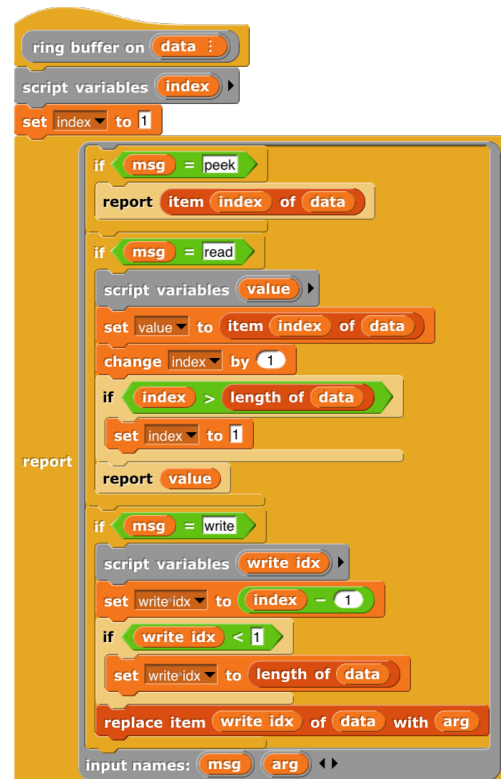 ring buffer on data ⋮
script variables index
set index to 1
if msg = peek
report item index of data
if msg = read
script variables value
set value to item index of data
change index by 1
if index > length of data
set index to 1
report
report value
if msg = write
script variables write idx
set write idx to index - 1
if write idx < 1
set write idx to length of data
replace item write idx of data with arg
input names: msg arg